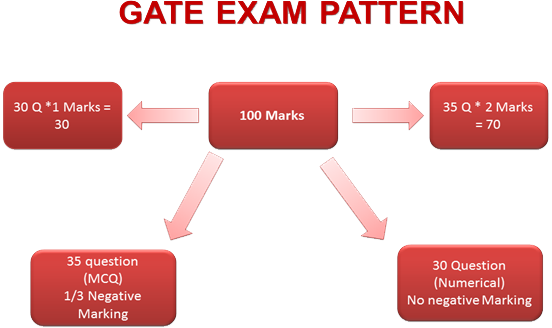 GATE EXAM PATTERN
30 Q *1 Marks =
30
100 Marks
35 Q * 2 Marks
= 70
35 question
(MCQ)
1/3 Negative
Marking
30 Question
(Numerical)
No negative Marking